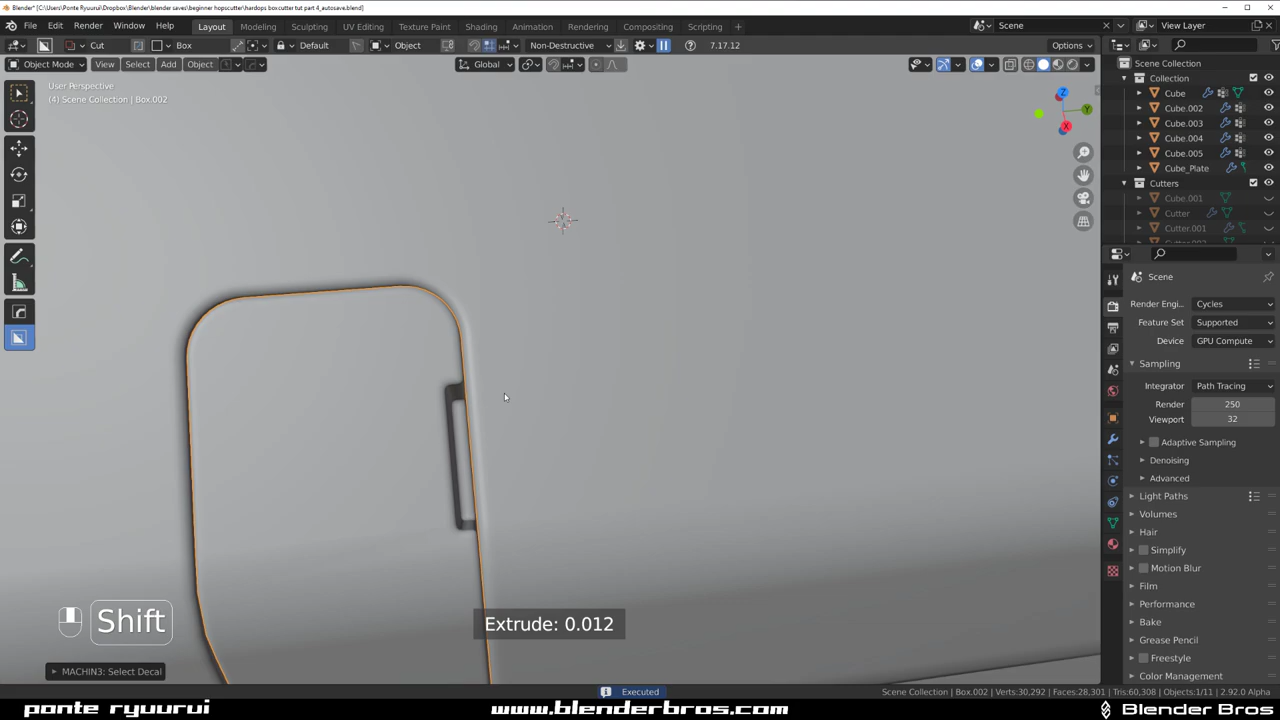 Blender* [C:\Users\Ponte Ryuurui\Dropbox\Blender\blender saves\beginner hopscutter\hardops boxcutter tut part 4_autosave.blend]
File Edit Render Window Help Layout Modeling Sculpting UV Editing Texture Paint Shading Animation Rendering Compositing Scripting Scene View Layer
Cut Box Default Object Non-Destructive 7.17.12 Options
Object Mode View Select Add Object Global
User Perspective
(4) Scene Collection | Box.002
Scene Collection
Collection
Cube
Cube.002
Cube.003
Cube.004
Cube.005
Cube_Plate
Cutters
Cube.001
Cutter
Cutter.001
Z
Y
X
Scene
Render Engi.. Cycles
Feature Set Supported
Device GPU Compute
Sampling
Integrator Path Tracing
Render 250
Viewport 32
Adaptive Sampling
Denoising
Advanced
Light Paths
Volumes
Hair
Simplify
Motion Blur
Film
Performance
Bake
Grease Pencil
Freestyle
Color Management
Shift
Extrude: 0.012
MACHIN3: Select Decal
Executed
Scene Collection | Box.002 Verts:30,292 Faces:28,301 Tris:60,308 Objects:1/11 2.92.0 Alpha
ponte ryuurui
www.blenderbros.com
Blender Bros